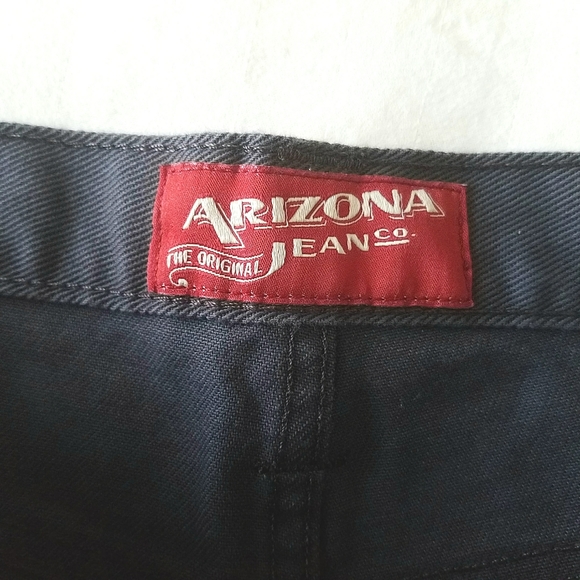 ARIZONA
THE ORIGINAL JEAN CO.